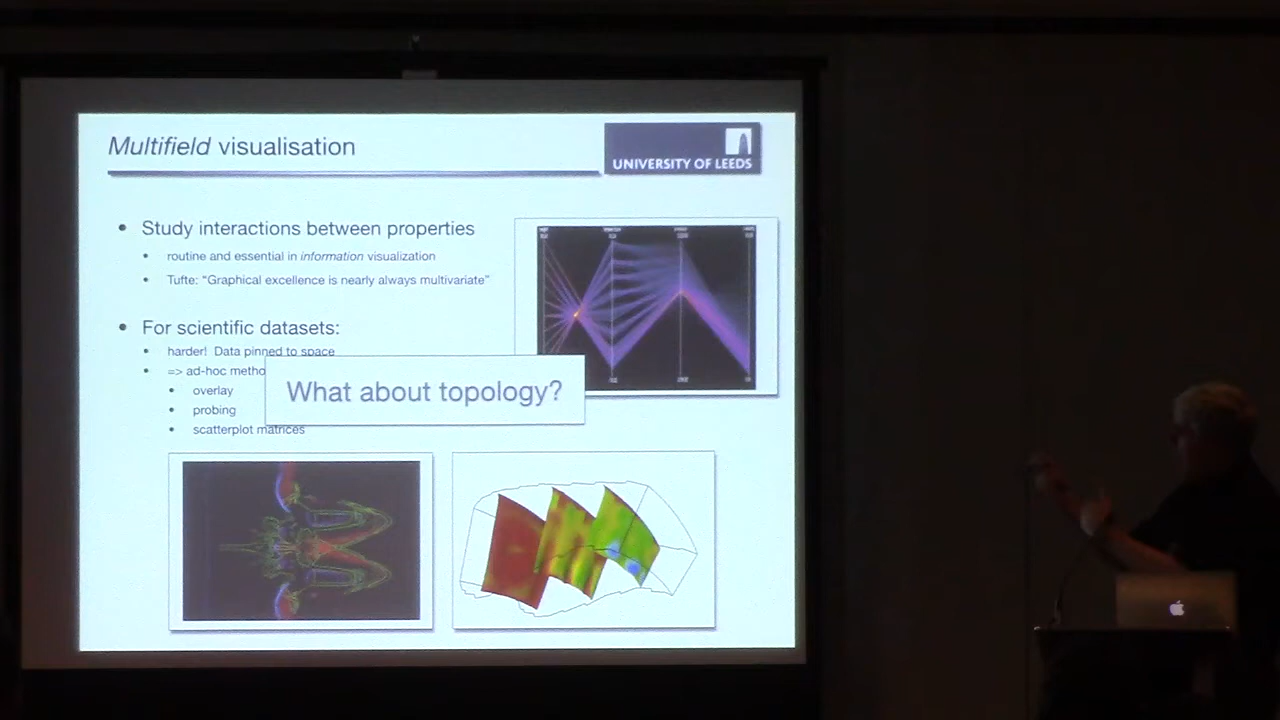 Multifield visualisation
UNIVERSITY OF LEEDS
• Study interactions between properties
• routine and essential in information visualization
• Tufte: “Graphical excellence is nearly always multivariate”
• For scientific datasets:
• harder! Data pinned to space
• => ad-hoc metho
What about topology?
• overlay
• probing
• scatterplot matrices